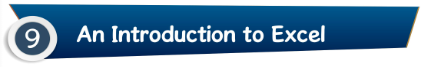 9 An Introduction to Excel